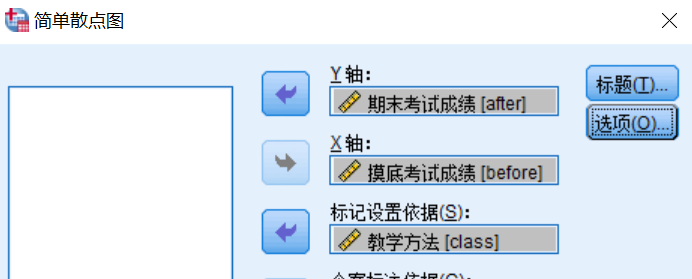 简单散点图
Y 轴:
标题(T)...
期末考试成绩 [after]
选项(O)...
X 轴:
摸底考试成绩 [before]
标记设置依据(S):
教学方法 [class]